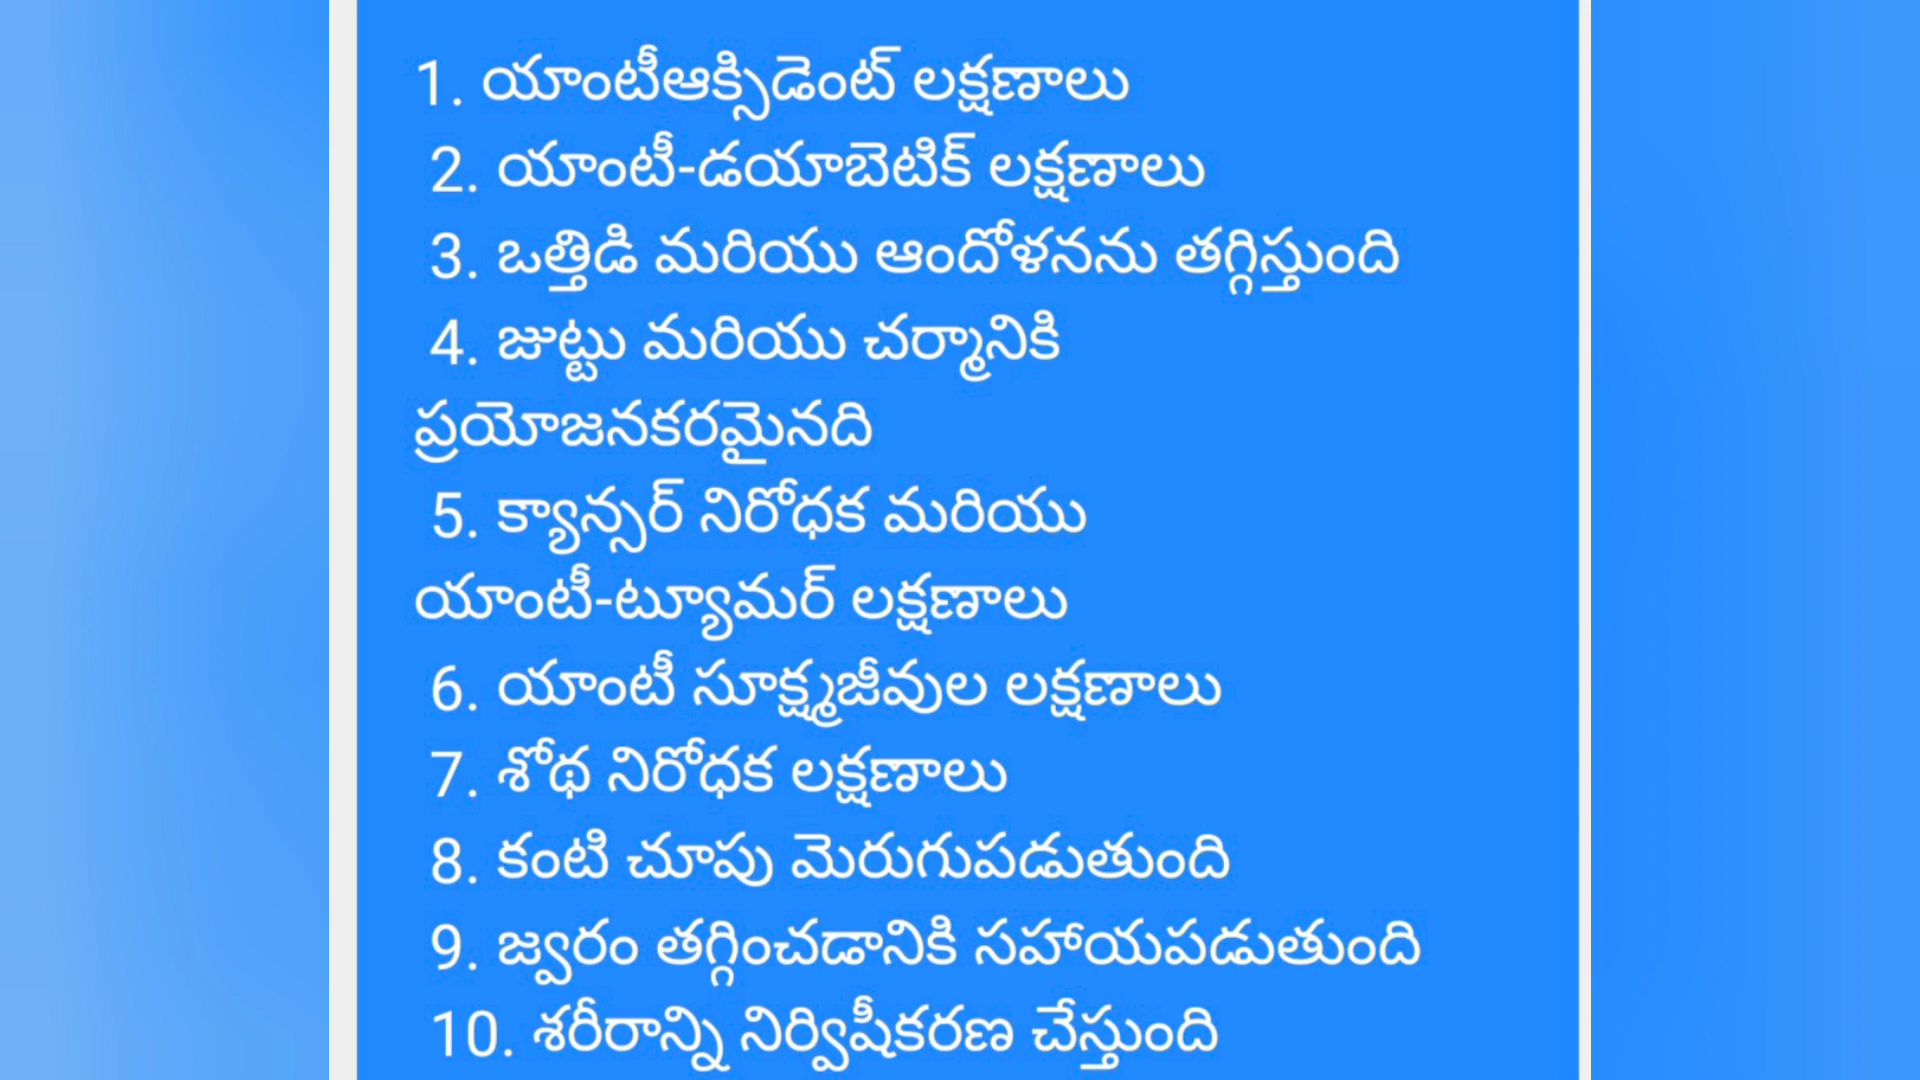 1. యాంటీఆక్సిడెంట్ లక్షణాలు
2. యాంటీ-డయాబెటిక్ లక్షణాలు
3. ఒత్తిడి మరియు ఆందోళనను తగ్గిస్తుంది
4. జుట్టు మరియు చర్మానికి
ప్రయోజనకరమైనది
5. క్యాన్సర్ నిరోధక మరియు
యాంటీ-ట్యూమర్ లక్షణాలు
6. యాంటీ సూక్ష్మజీవుల లక్షణాలు
7. శోథ నిరోధక లక్షణాలు
8. కంటి చూపు మెరుగుపడుతుంది
9. జ్వరం తగ్గించడానికి సహాయపడుతుంది
10. శరీరాన్ని నిర్విషీకరణ చేస్తుంది